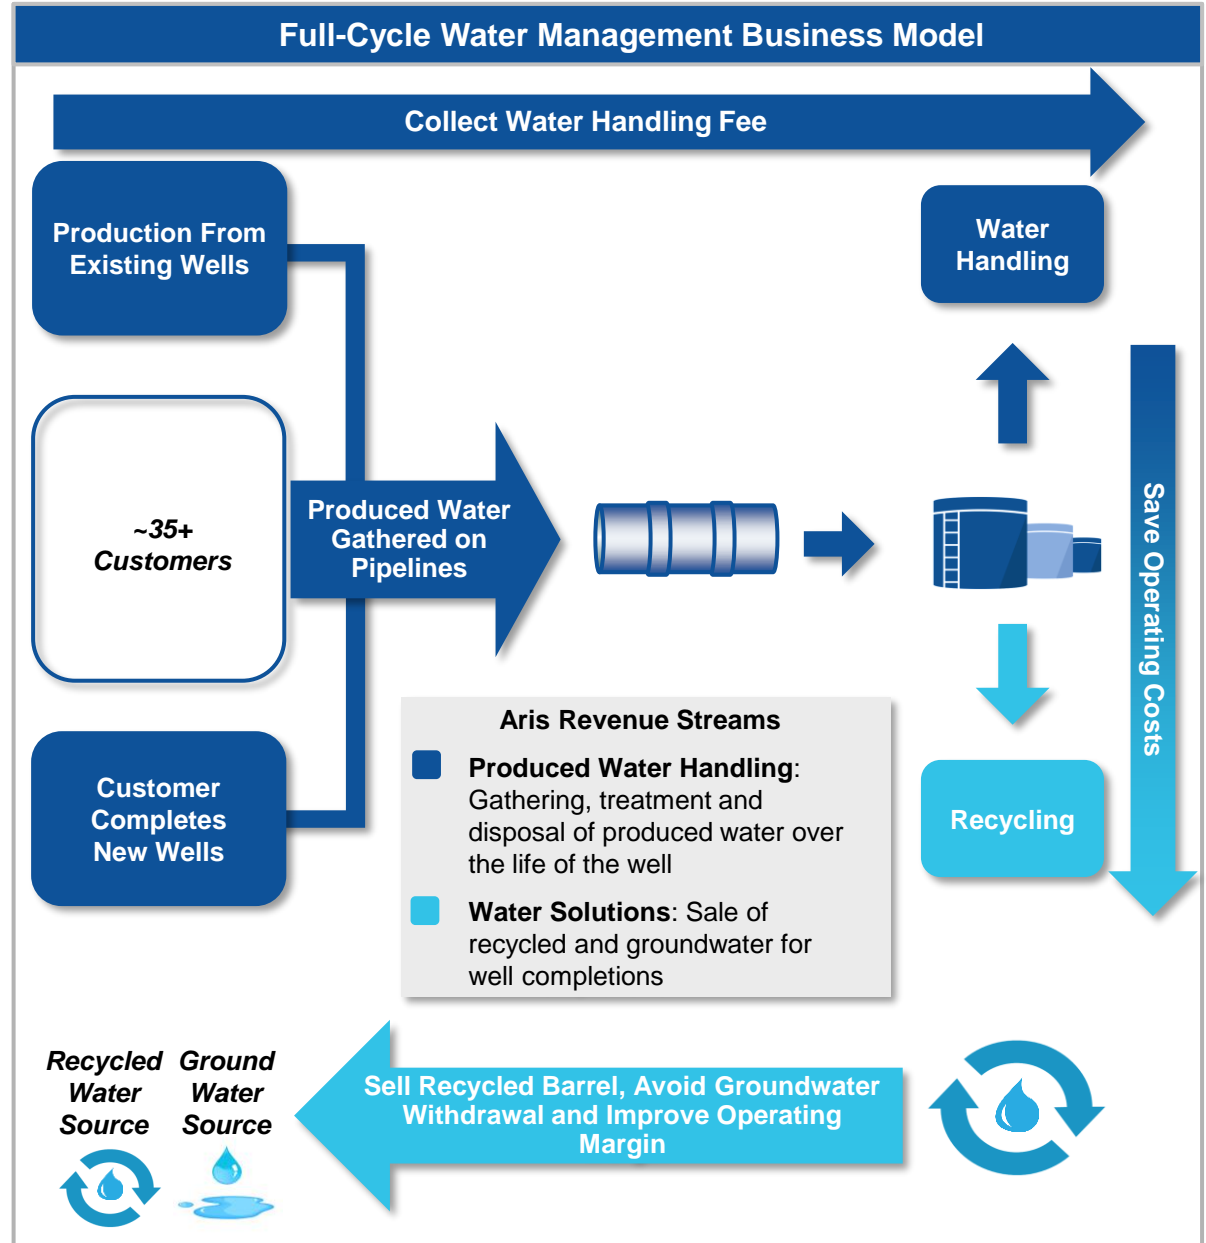 Full-Cycle Water Management Business Model
Collect Water Handling Fee
Production From
Existing Wells
Water
Handling
~35+
Customers
Produced Water
Gathered on
Pipelines
Save Operating Costs
Customer
Completes
New Wells
Aris Revenue Streams
Produced Water Handling:
Gathering, treatment and
disposal of produced water over
the life of the well
Water Solutions: Sale of
recycled and groundwater for
well completions
Recycling
Recycled
Water
Source
Ground
Water
Source
Sell Recycled Barrel, Avoid Groundwater
Withdrawal and Improve Operating
Margin